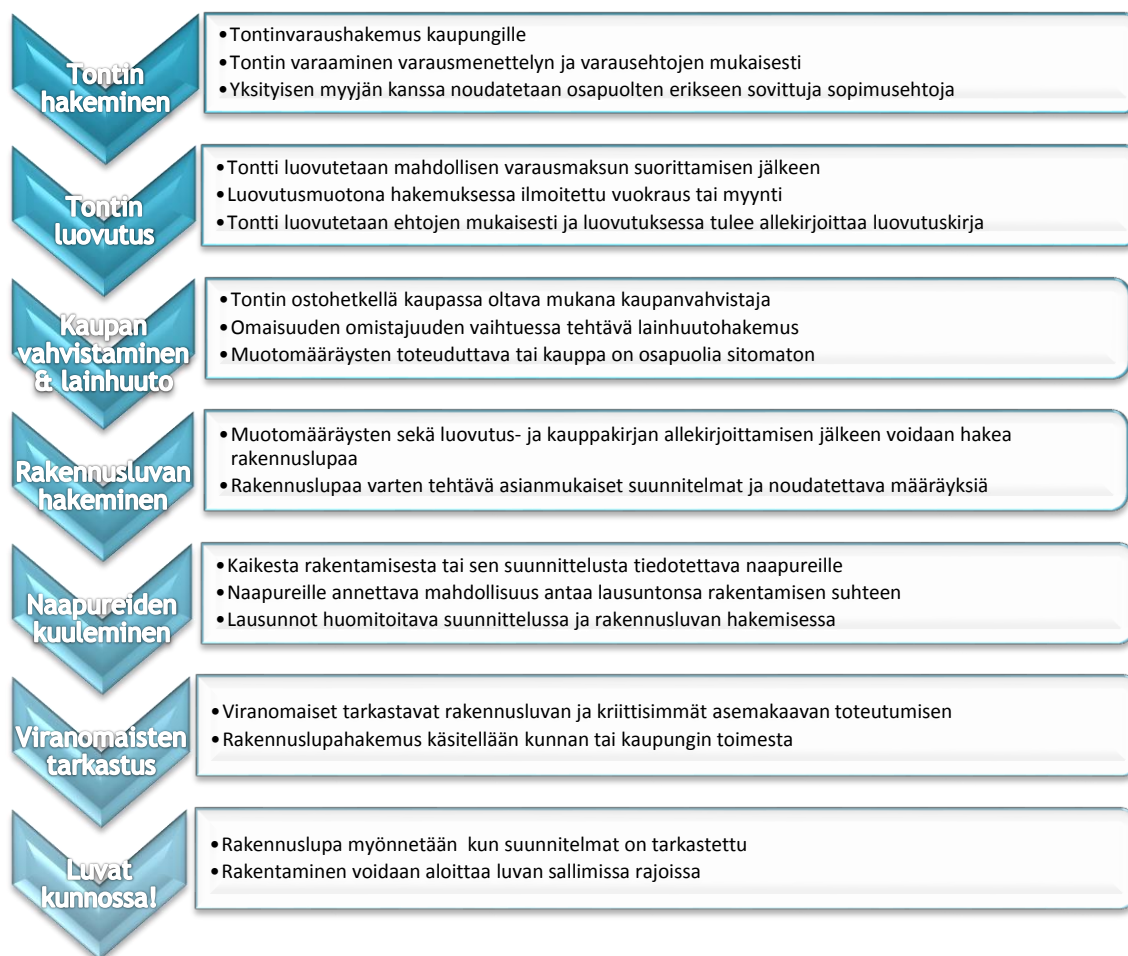 Tontin
hakeminen
•Tontinvaraushakemus kaupungille
•Tontin varaaminen varausmenettelyn ja varausehtojen mukaisesti
•Yksityisen myyjän kanssa noudatetaan osapuolten erikseen sovittuja sopimusehtoja
Tontin
luovutus
•Tontti luovutetaan mahdollisen varausmaksun suorittamisen jälkeen
•Luovutusmuotona hakemuksessa ilmoitettu vuokraus tai myynti
•Tontti luovutetaan ehtojen mukaisesti ja luovutuksessa tulee allekirjoittaa luovutuskirja
Kaupan
vahvistaminen
& lainhuuto
•Tontin ostohetkellä kaupassa oltava mukana kaupanvahvistaja
•Omaisuuden omistajuuden vaihtuessa tehtävä lainhuutohakemus
•Muotomääräysten toteuduttava tai kauppa on osapuolia sitomaton
Rakennusluvan
hakeminen
•Muotomääräysten sekä luovutus- ja kauppakirjan allekirjoittamisen jälkeen voidaan hakea
rakennuslupaa
•Rakennuslupaa varten tehtävä asianmukaiset suunnitelmat ja noudatettava määräyksiä
Naapureiden
kuuleminen
•Kaikesta rakentamisesta tai sen suunnittelusta tiedotettava naapureille
•Naapureille annettava mahdollisuus antaa lausuntonsa rakentamisen suhteen
•Lausunnot huomitoitava suunnittelussa ja rakennusluvan hakemisessa
Viranomaisten
tarkastus
•Viranomaiset tarkastavat rakennusluvan ja kriittisimmät asemakaavan toteutumisen
•Rakennuslupahakemus käsitellään kunnan tai kaupungin toimesta
Luvat
kunnossa!
•Rakennuslupa myönnetään kun suunnitelmat on tarkastettu
•Rakentaminen voidaan aloittaa luvan sallimissa rajoissa